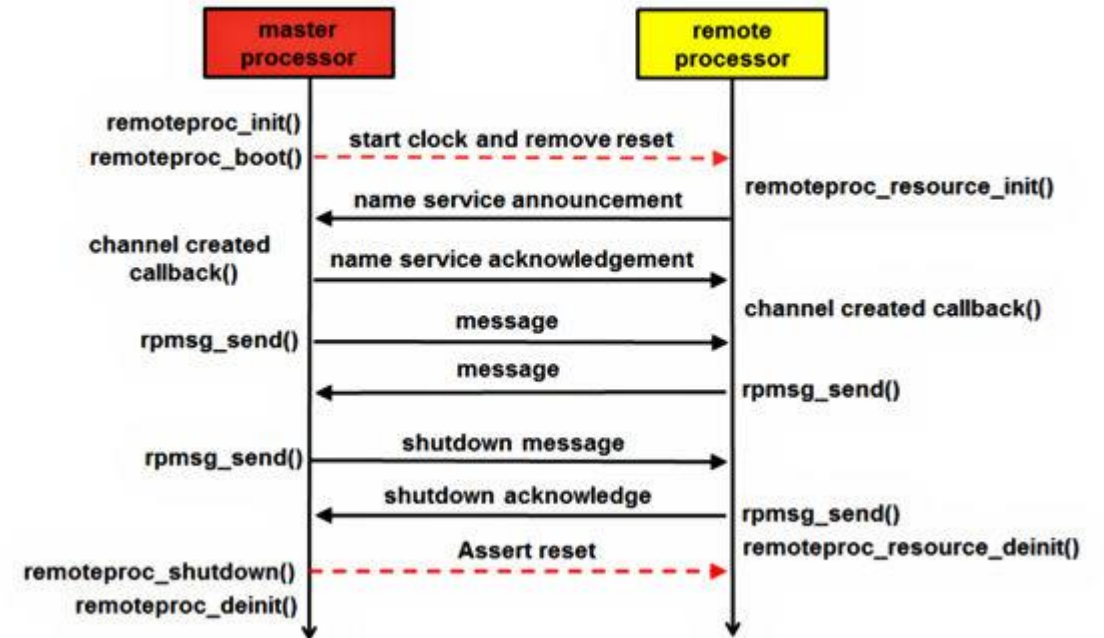 master
processor
remote
processor
remoteproc_init()
start clock and remove reset
remoteproc_boot()
remoteproc_resource_init()
name service announcement
channel created
callback()
name service acknowledgement
channel created callback()
message
rpmsg_send()
message
rpmsg_send()
shutdown message
rpmsg_send()
shutdown acknowledge
rpmsg_send()
Assert reset
remoteproc_resource_deinit()
remoteproc_shutdown()
remoteproc_deinit()